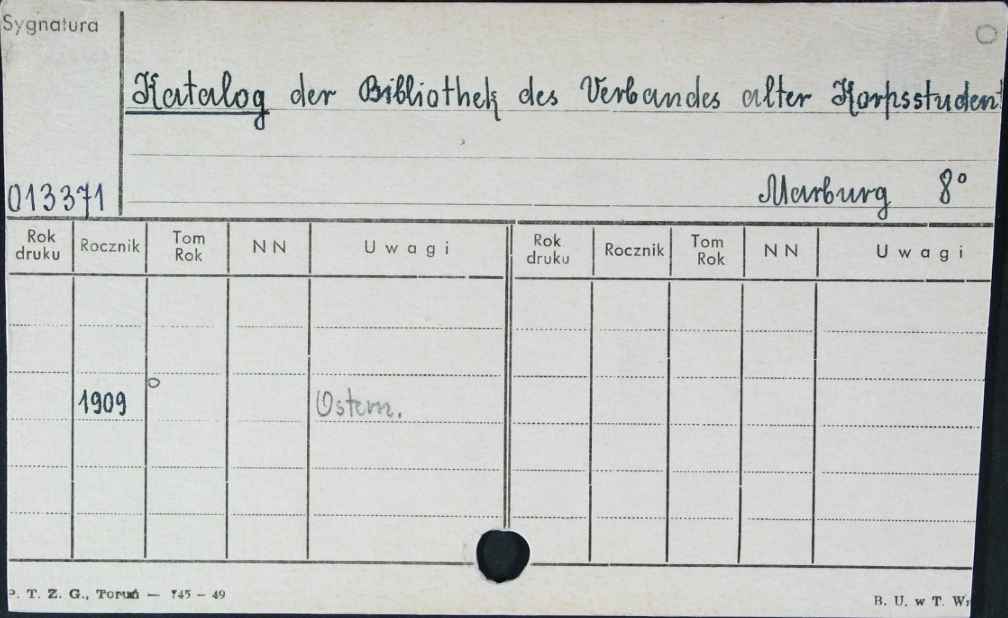 Sygnatura
Katalog der Bibliothek des Verbandes alter Korpsstudent
013371
Marburg 8°
Rok druku Rocznik Tom Rok NN Uwagi Rok druku Rocznik Tom Rok NN Uwagi
1909 Ostern.
P. T. Z. G., Toruń — 745 – 49
B. U. w T. Wz